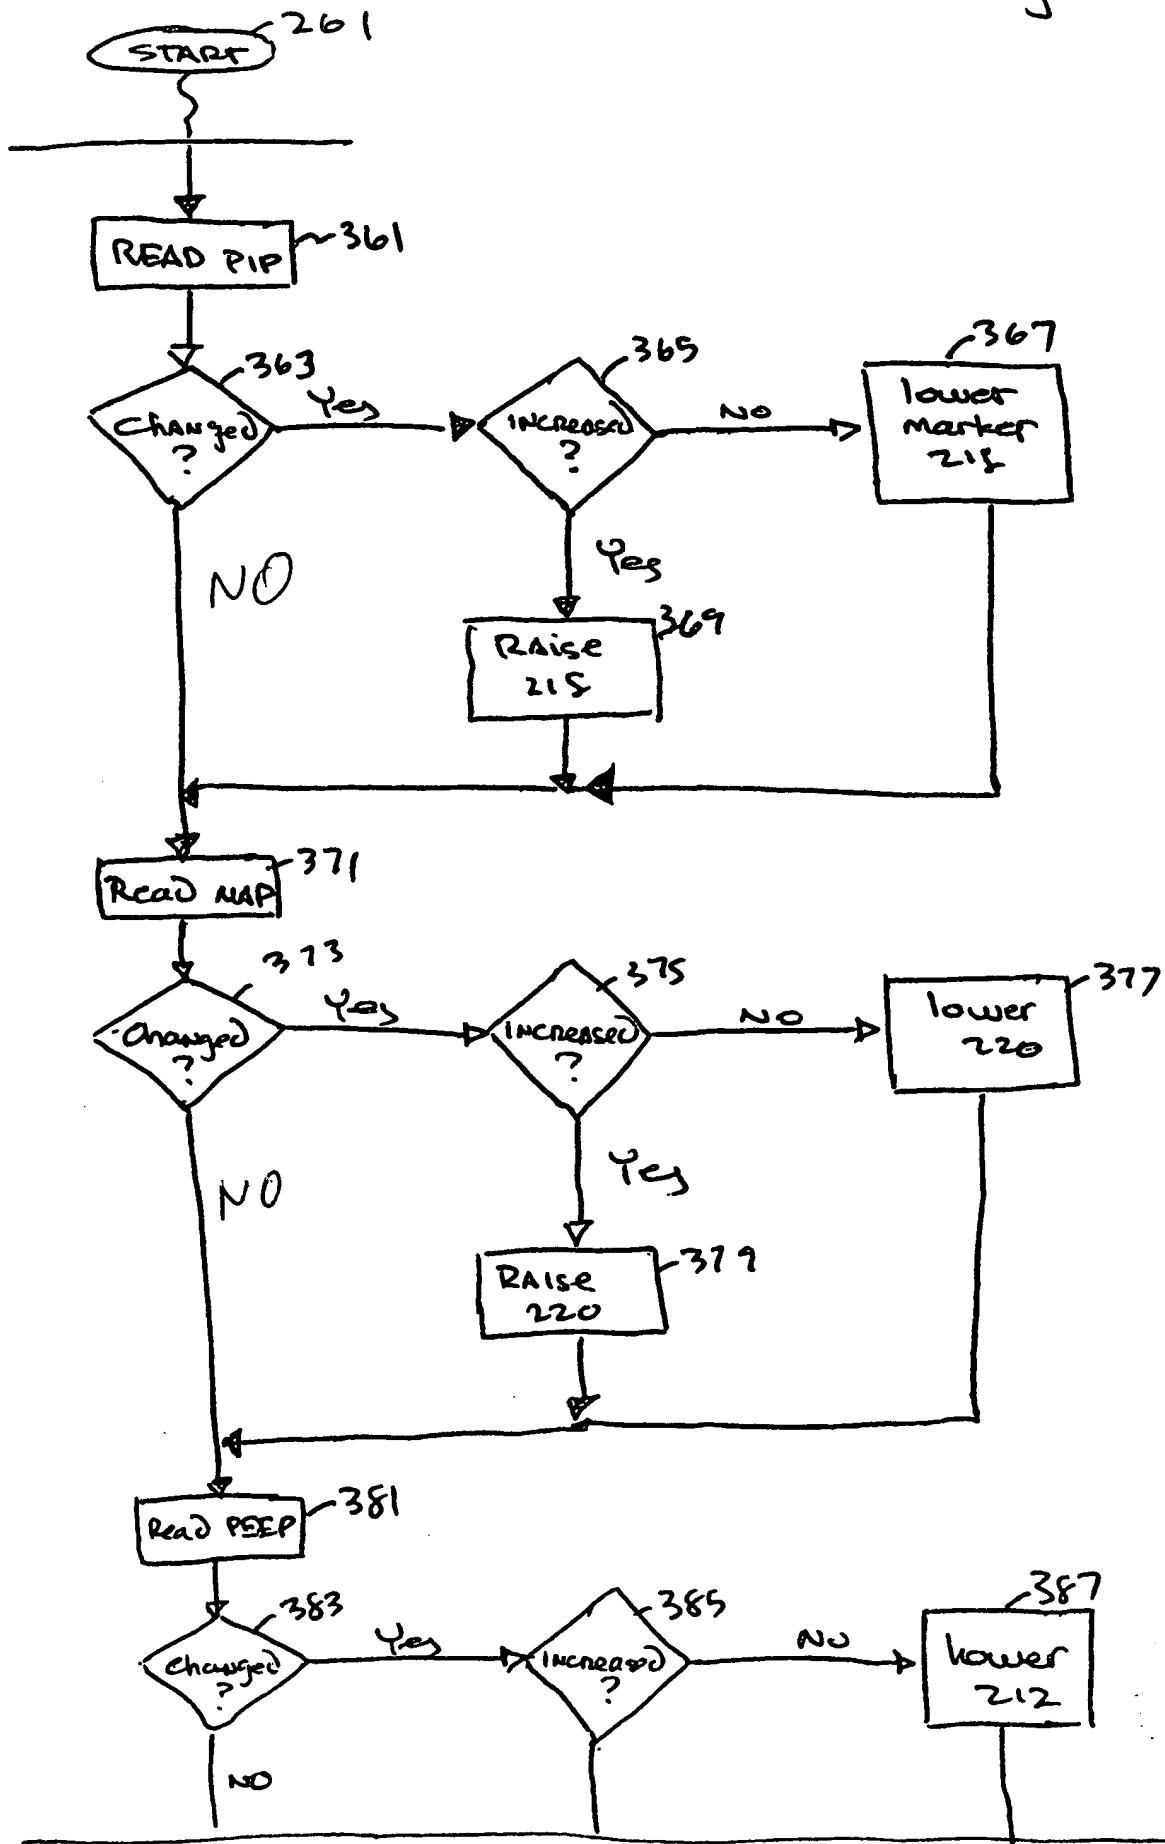 261
START
READ PIP
361
363
Changed
?
Yes
365
INCREASED
?
NO
367
lower
marker
218
NO
Yes
369
RAise
218
371
Read MAP
373
Changed
?
Yes
375
INCREASED
?
NO
377
lower
220
NO
Yes
379
RAise
220
381
Read PEEP
383
changed
?
Yes
385
INCreased
?
NO
387
Lower
212
NO